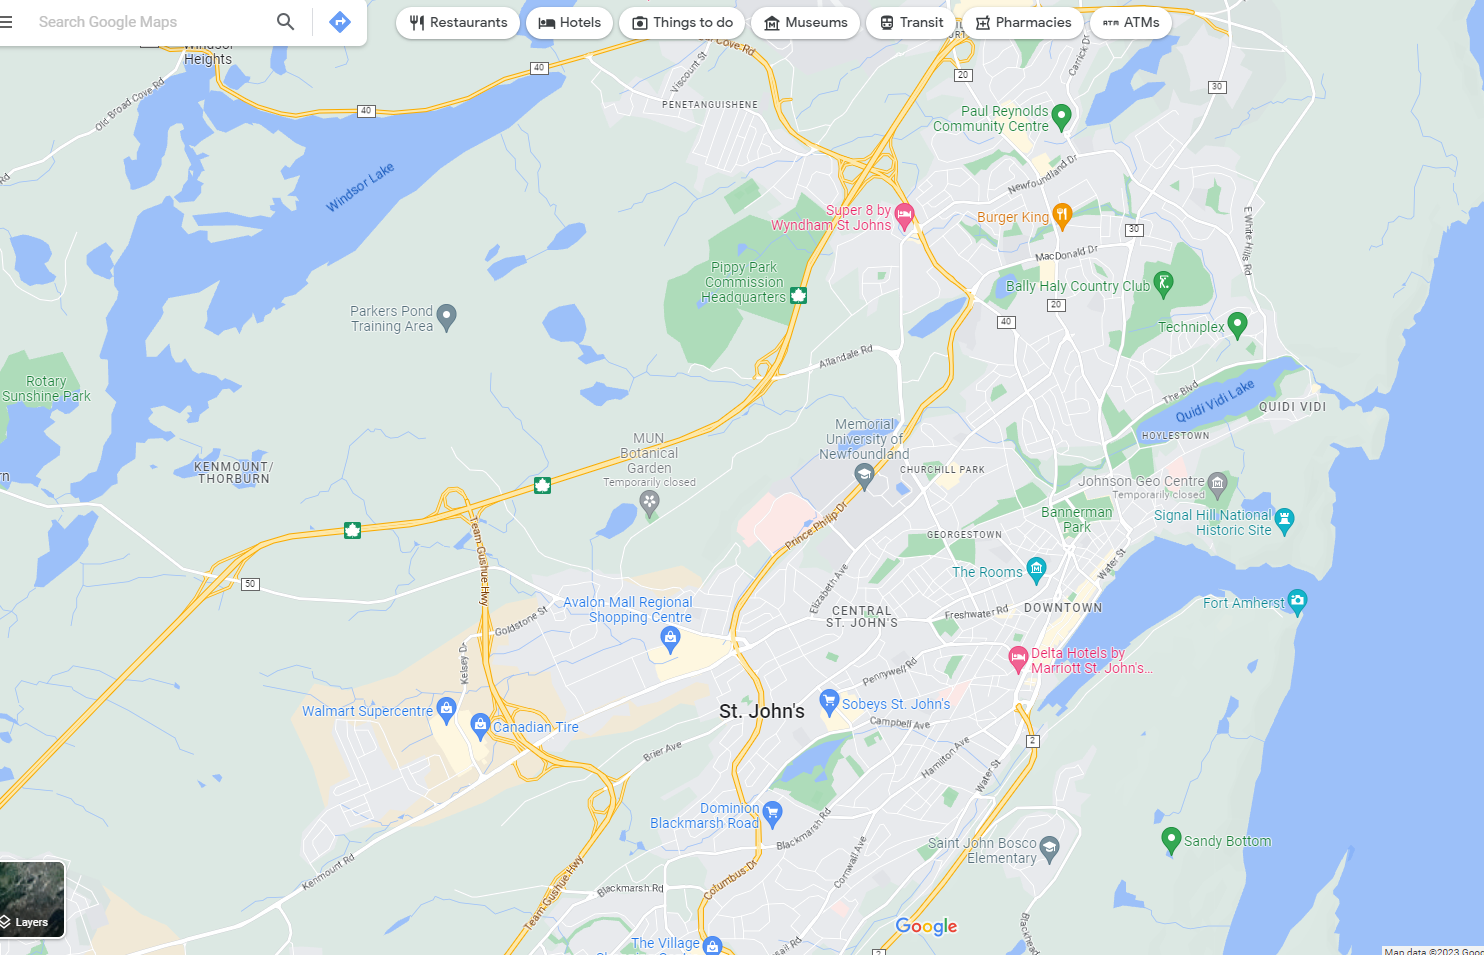 Search Google Maps
Restaurants
Hotels
Things to do
Museums
Transit
Pharmacies
ATMs
Windsor
Heights
40
Cove Rd
Viscount St
20
Carrick Dr
30
Old Broad Cove Rd
40
PENETANGUISHENE
Paul Reynolds
Community Centre
Rd
Windsor Lake
Newfoundland Dr
Super 8 by
Wyndham St Johns
Burger King
30
E White Hills Rd
MacDonald Dr
Pippy Park
Commission
Headquarters
Bally Haly Country Club
20
Parkers Pond
Training Area
40
Techniplex
Allandale Rd
Rotary
Sunshine Park
The Blvd
Quidi Vidi Lake
QUIDI VIDI
Memorial
University of
Newfoundland
HOYLESTOWN
MUN
Botanical
Garden
Temporarily closed
KENMOUNT/
THORBURN
CHURCHILL PARK
Johnson Geo Centre
Temporarily closed
Bannerman
Park
Signal Hill National
Historic Site
Prince Philip Dr
GEORGETOWN
Team Gushue Hwy
Water St
50
Elizabeth Ave
The Rooms
Avalon Mall Regional
Shopping Centre
Goldstone St
CENTRAL
ST. JOHN'S
Freshwater Rd
DOWNTOWN
Fort Amherst
Kelsey Dr
Delta Hotels by
Marriott St. John's...
Pennywell Rd
Walmart Supercentre
Canadian Tire
St. John's
Sobeys St. John's
Campbell Ave
2
Brier Ave
Hamilton Ave
Water St
Dominion
Blackmarsh Road
Blackmarsh Rd
Saint John Bosco
Elementary
Sandy Bottom
Kenmount Rd
Cornwall Ave
Columbus Dr
Blackmarsh Rd
Team Gushue Hwy
Layers
Google
The Village
2
Map data ©2023